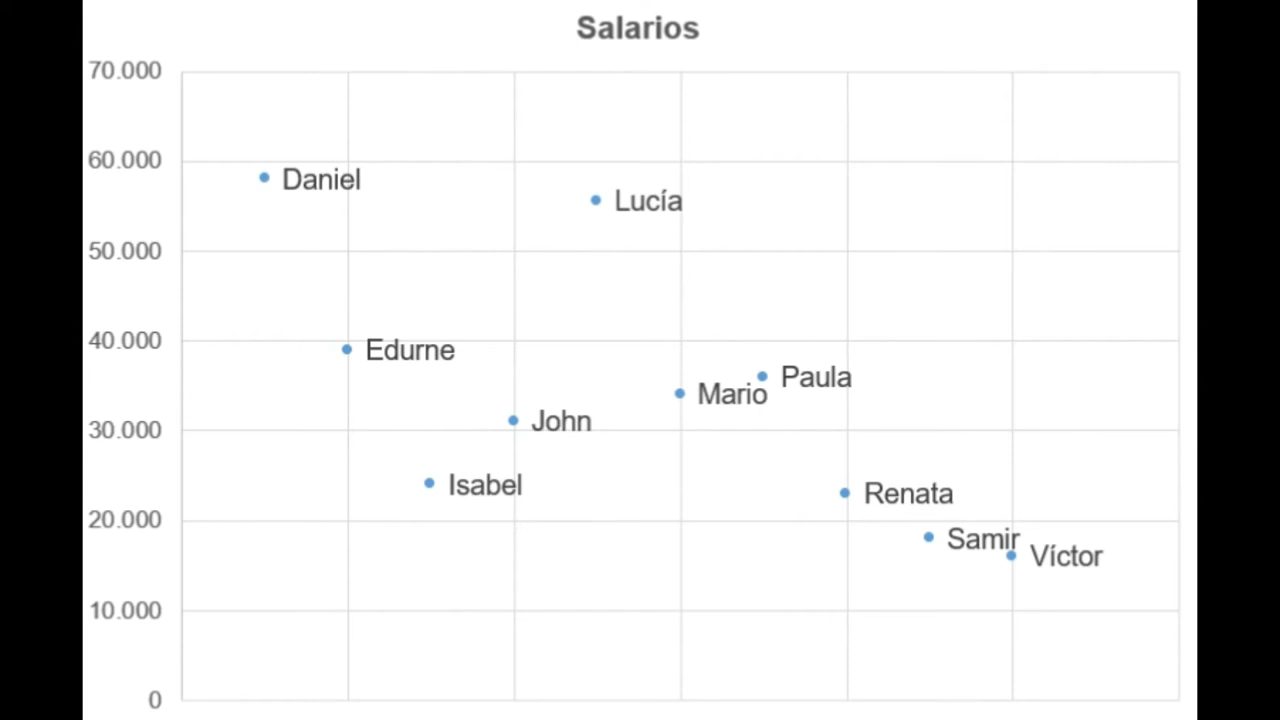 Salarios
70.000
60.000
Daniel
Lucía
50.000
40.000
Edurne
Paula
Mario
30.000
John
Isabel
Renata
20.000
Samir
Víctor
10.000
0